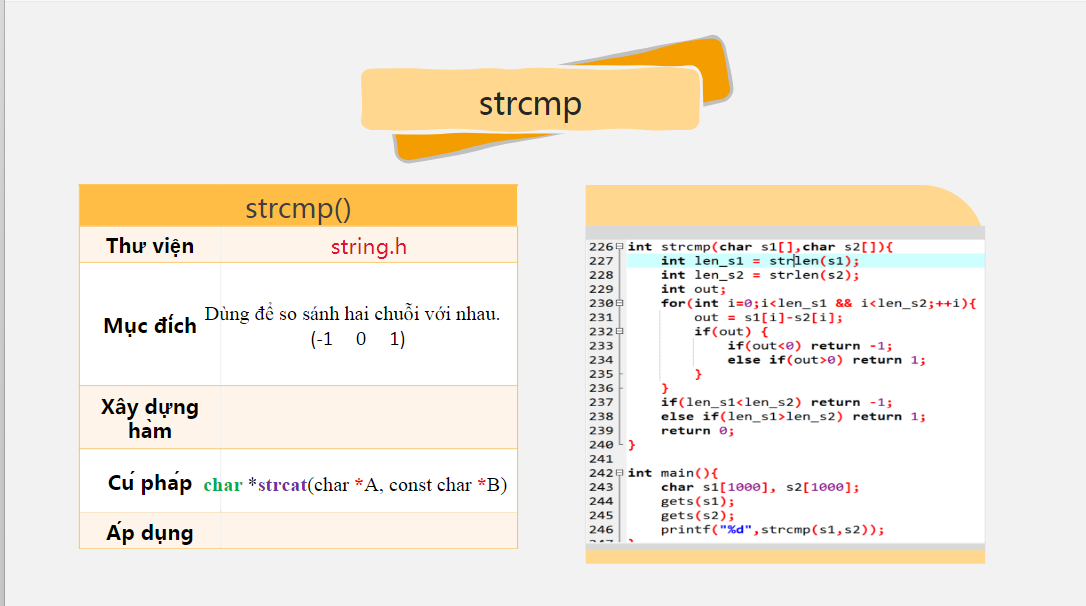 strcmp
strcmp()
Thư viện
string.h
Mục đích
Dùng để so sánh hai chuỗi với nhau.
(-1 0 1)
Xây dựng
hàm
Cú pháp
char *strcat(char *A, const char *B)
Áp dụng
226 int strcmp(char s1[],char s2[]){
227 int len_s1 = strlen(s1);
228 int len_s2 = strlen(s2);
229 int out;
230 for(int i=0;i<len_s1 && i<len_s2;++i){
231 out = s1[i]-s2[i];
232 if(out) {
233 if(out<0) return -1;
234 else if(out>0) return 1;
235 }
236 }
237 if(len_s1<len_s2) return -1;
238 else if(len_s1>len_s2) return 1;
239 return 0;
240 }
241
242 int main(){
243 char s1[1000], s2[1000];
244 gets(s1);
245 gets(s2);
246 printf("%d",strcmp(s1,s2));